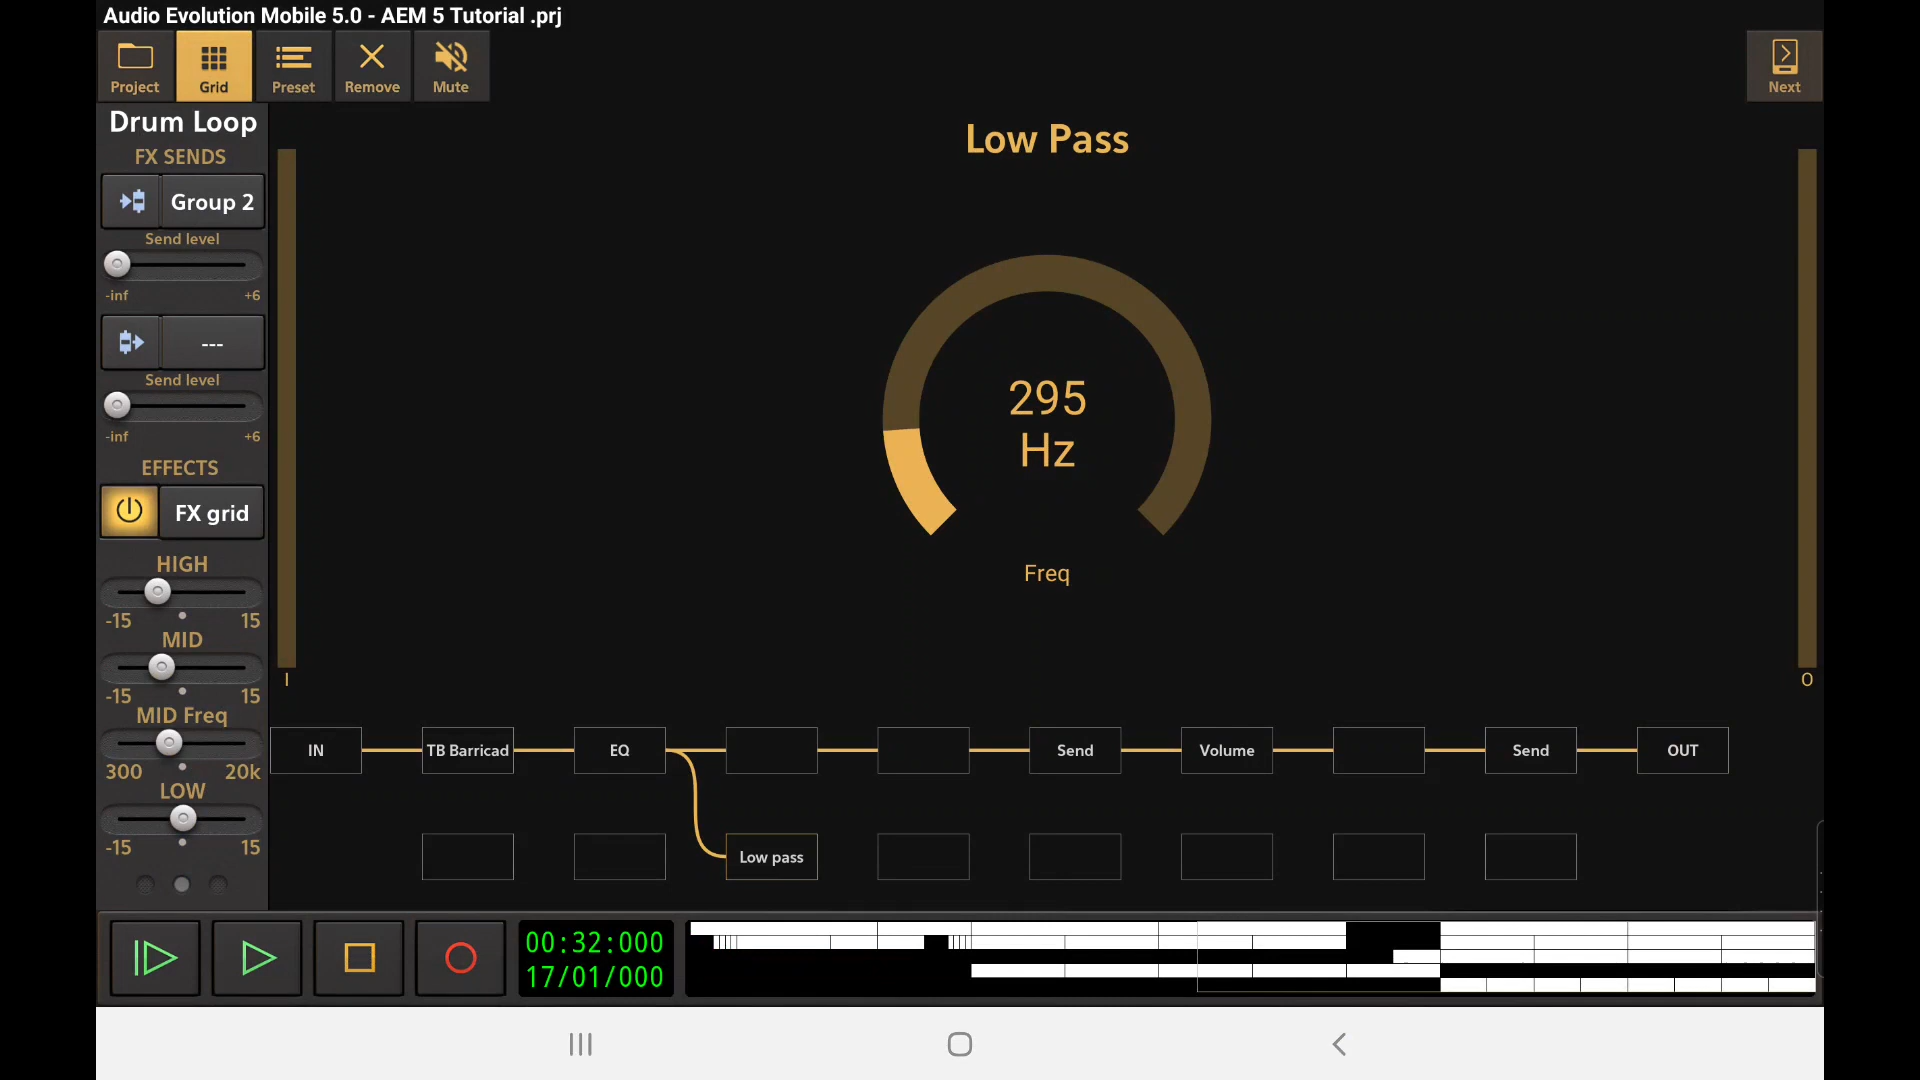 Audio Evolution Mobile 5.0 - AEM 5 Tutorial .prj
Project
Grid
Preset
Remove
Mute
Next
Drum Loop
FX SENDS
Group 2
Send level
-inf +6
---
Send level
-inf +6
EFFECTS
FX grid
HIGH
-15 15
MID
-15 15
MID Freq
300 20k
LOW
-15 15
Low Pass
295
Hz
Freq
I
O
IN
TB Barricad
EQ
Send
Volume
Send
OUT
Low pass
00:32:000
17/01/000